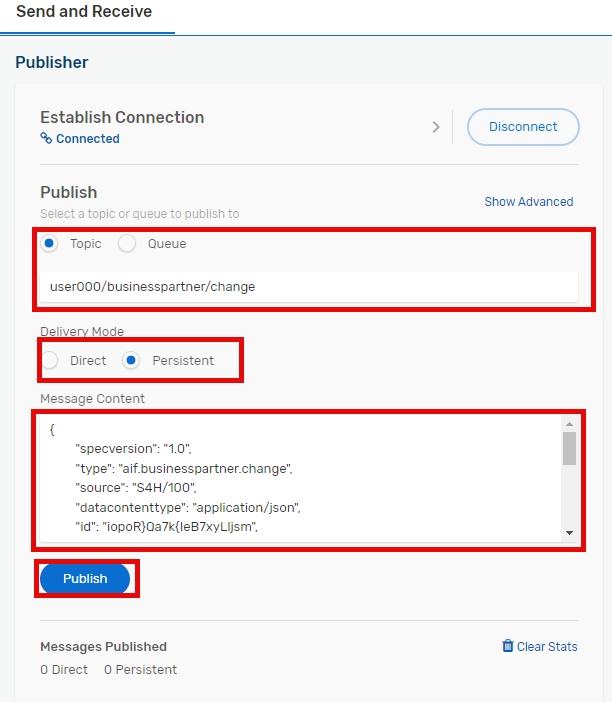 Send and Receive
Publisher
Establish Connection
Connected
Disconnect
Publish
Select a topic or queue to publish to
Show Advanced
Topic Queue
user000/businesspartner/change
Delivery Mode
Direct Persistent
Message Content
{
"specversion": "1.0",
"type": "aif.businesspartner.change",
"source": "S4H/100",
"datacontenttype": "application/json",
"id": "iopoR}Qa7k{IeB7xyLIjsm",
Publish
Messages Published
Clear Stats
0 Direct 0 Persistent